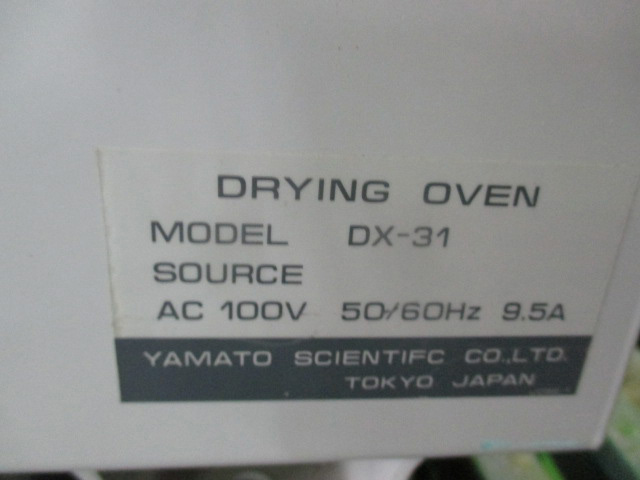 DRYING OVEN
MODEL DX-31
SOURCE
AC 100V 50/60Hz 9.5A
YAMATO SCIENTIFC CO.,LTD.
TOKYO JAPAN